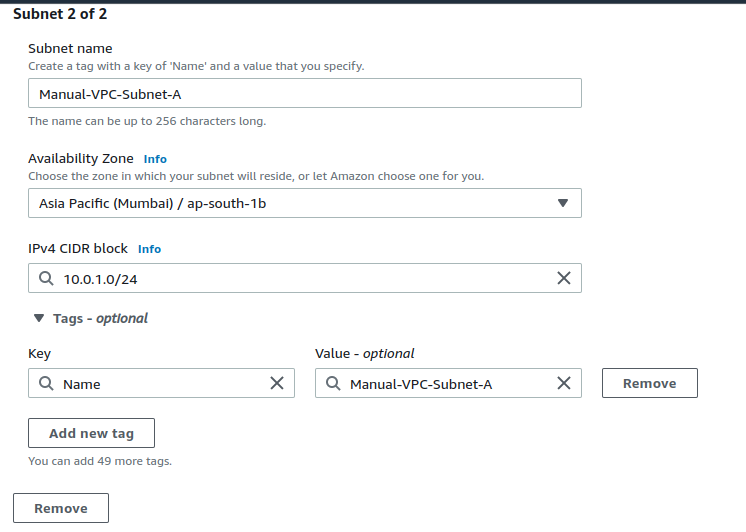 Subnet 2 of 2
Subnet name
Create a tag with a key of 'Name' and a value that you specify.
Manual-VPC-Subnet-A
The name can be up to 256 characters long.
Availability Zone Info
Choose the zone in which your subnet will reside, or let Amazon choose one for you.
Asia Pacific (Mumbai) / ap-south-1b
IPv4 CIDR block Info
10.0.1.0/24
Tags - optional
Key Value - optional
Name Manual-VPC-Subnet-A Remove
Add new tag
You can add 49 more tags.
Remove